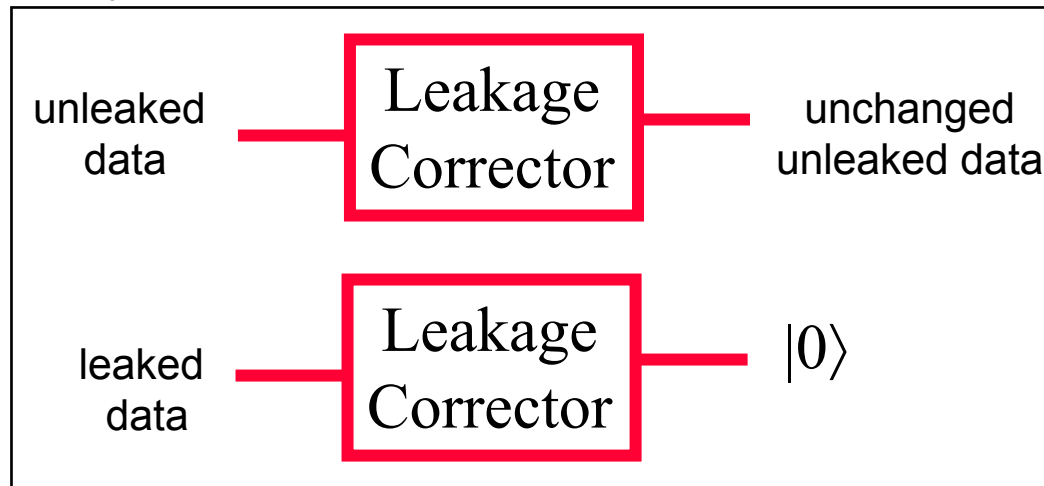 unleaked
data
Leakage
Corrector
unchanged
unleaked data
leaked
data
Leakage
Corrector
|0⟩